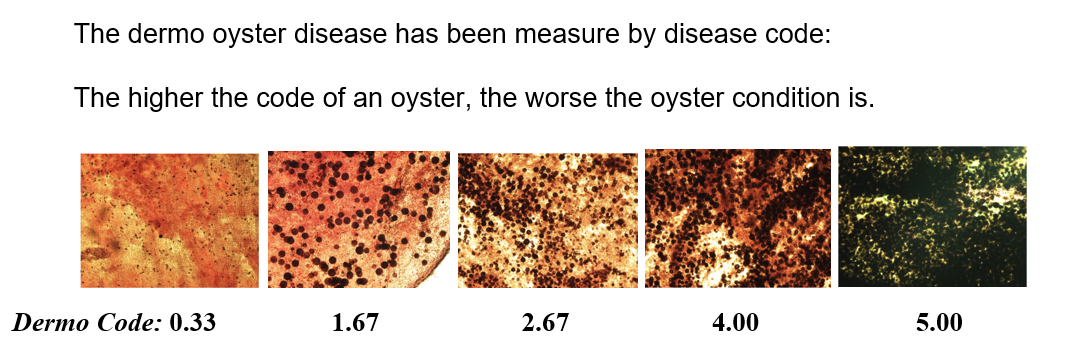 The dermo oyster disease has been measure by disease code:
The higher the code of an oyster, the worse the oyster condition is.
Dermo Code: 0.33 1.67 2.67 4.00 5.00